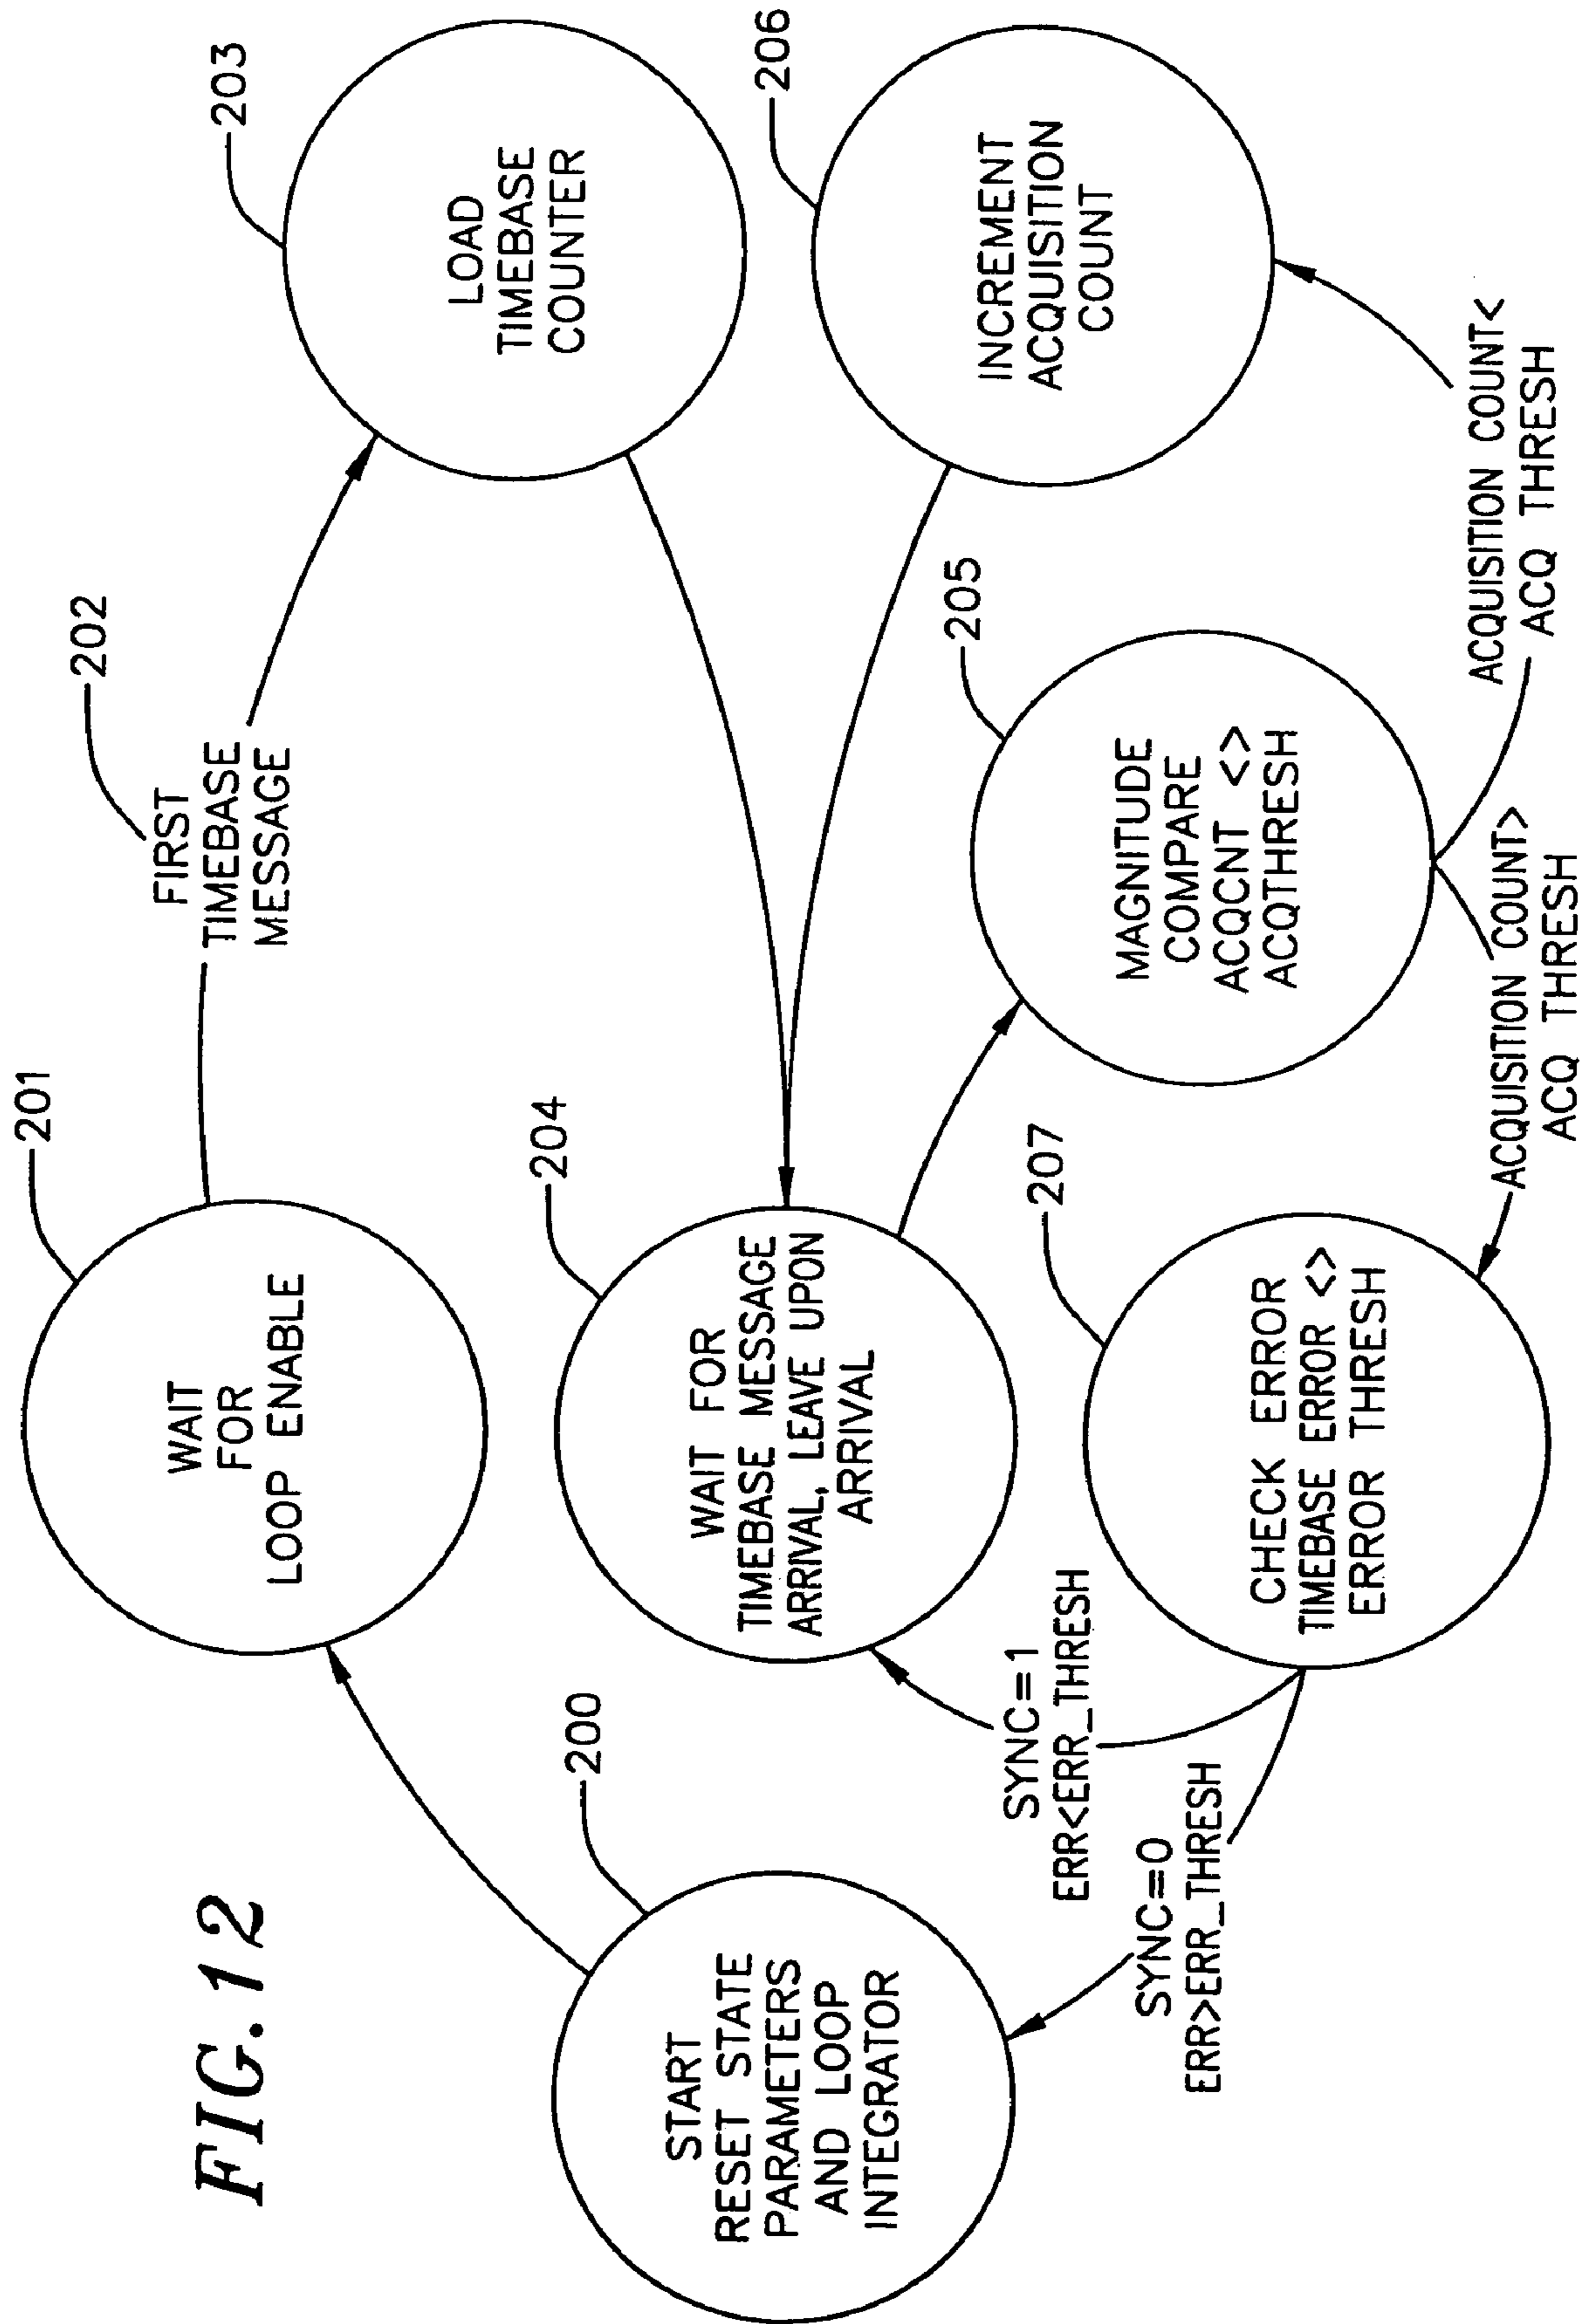 FIG. 12
201
WAIT
FOR
LOOP ENABLE
202
FIRST
TIMEBASE
MESSAGE
203
LOAD
TIMEBASE
COUNTER
200
START
RESET STATE
PARAMETERS
AND LOOP
INTEGRATOR
204
WAIT FOR
TIMEBASE MESSAGE
ARRIVAL, LEAVE UPON
ARRIVAL
206
INCREMENT
ACQUISITION
COUNT
205
MAGNITUDE
COMPARE
ACQCNT <>
ACQTHRESH
SYNC=1
ERR<ERR_THRESH
SYNC=0
ERR>ERR_THRESH
207
CHECK ERROR
TIMEBASE ERROR <>
ERROR THRESH
ACQUISITION COUNT>
ACQ THRESH
ACQUISITION COUNT<
ACQ THRESH